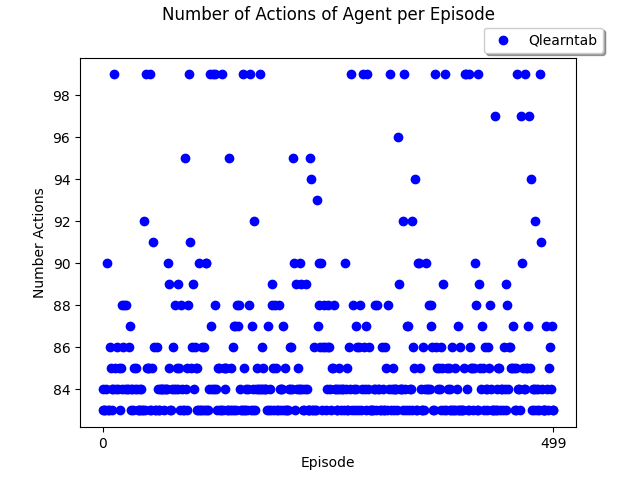 Number of Actions of Agent per Episode
Qlearntab
98
96
94
92
90
88
86
84
Number Actions
0
499
Episode